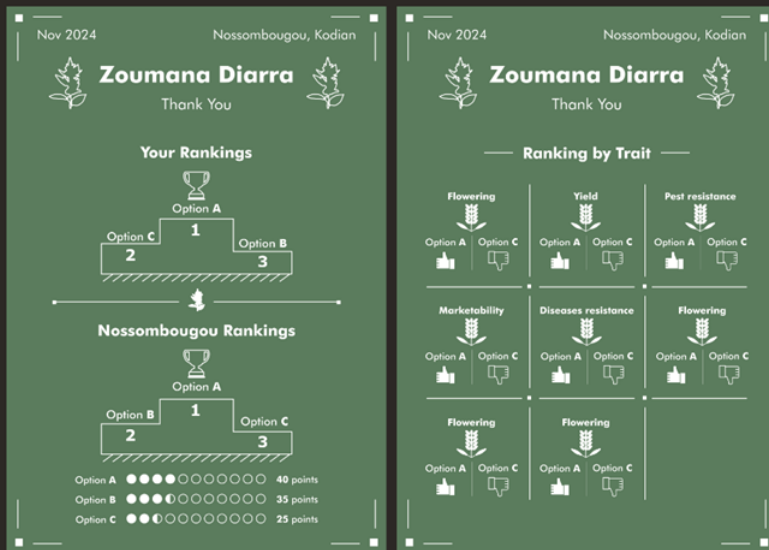 Nov 2024
Nossombougou, Kodian
Zoumana Diarra
Thank You
Your Rankings
Option A
1
Option C
2
Option B
3
Nossombougou Rankings
Option A
1
Option B
2
Option C
3
Option A 40 points
Option B 35 points
Option C 25 points
Nov 2024
Nossombougou, Kodian
Zoumana Diarra
Thank You
Ranking by Trait
Flowering
Option A Option C
Yield
Option A Option C
Pest resistance
Option A Option C
Marketability
Option A Option C
Diseases resistance
Option A Option C
Flowering
Option A Option C
Flowering
Option A Option C
Flowering
Option A Option C